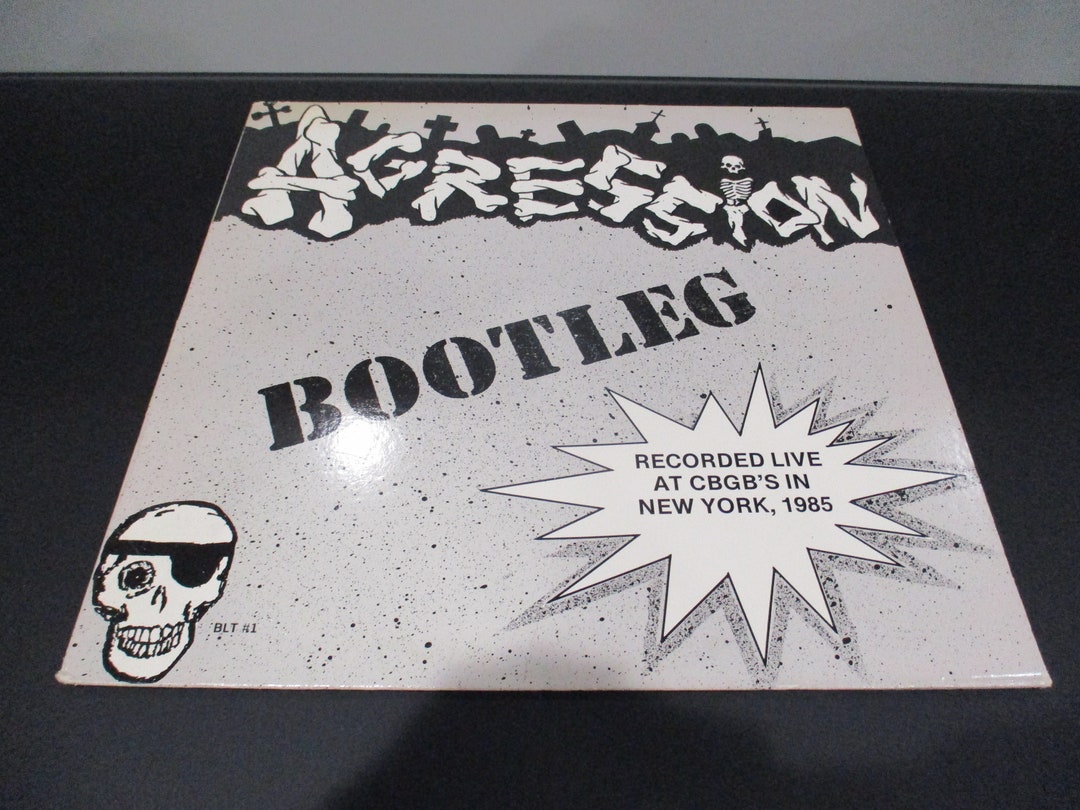 AGRESSION
BOOTLEG
RECORDED LIVE
AT CBGB'S IN
NEW YORK, 1985
BLT #1